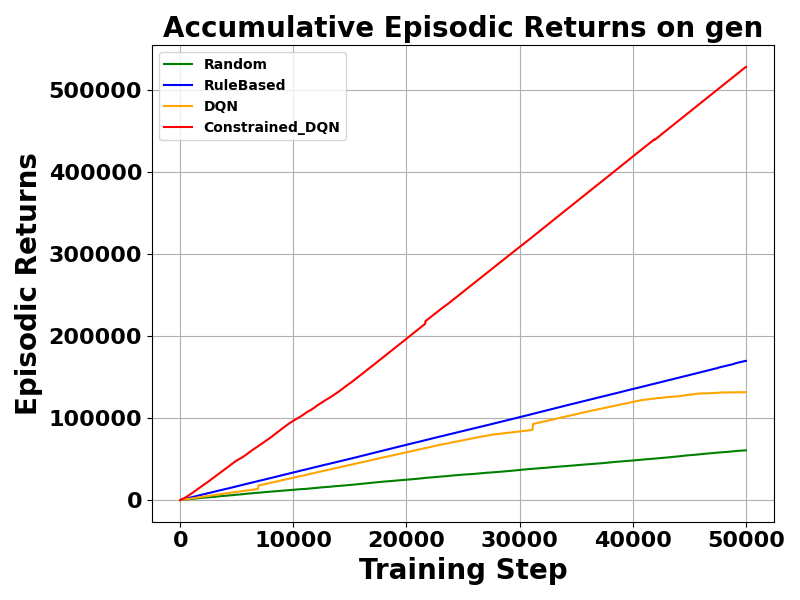 Accumulative Episodic Returns on gen
Random
RuleBased
DQN
Constrained_DQN
Episodic Returns
500000
400000
300000
200000
100000
0
0 10000 20000 30000 40000 50000
Training Step